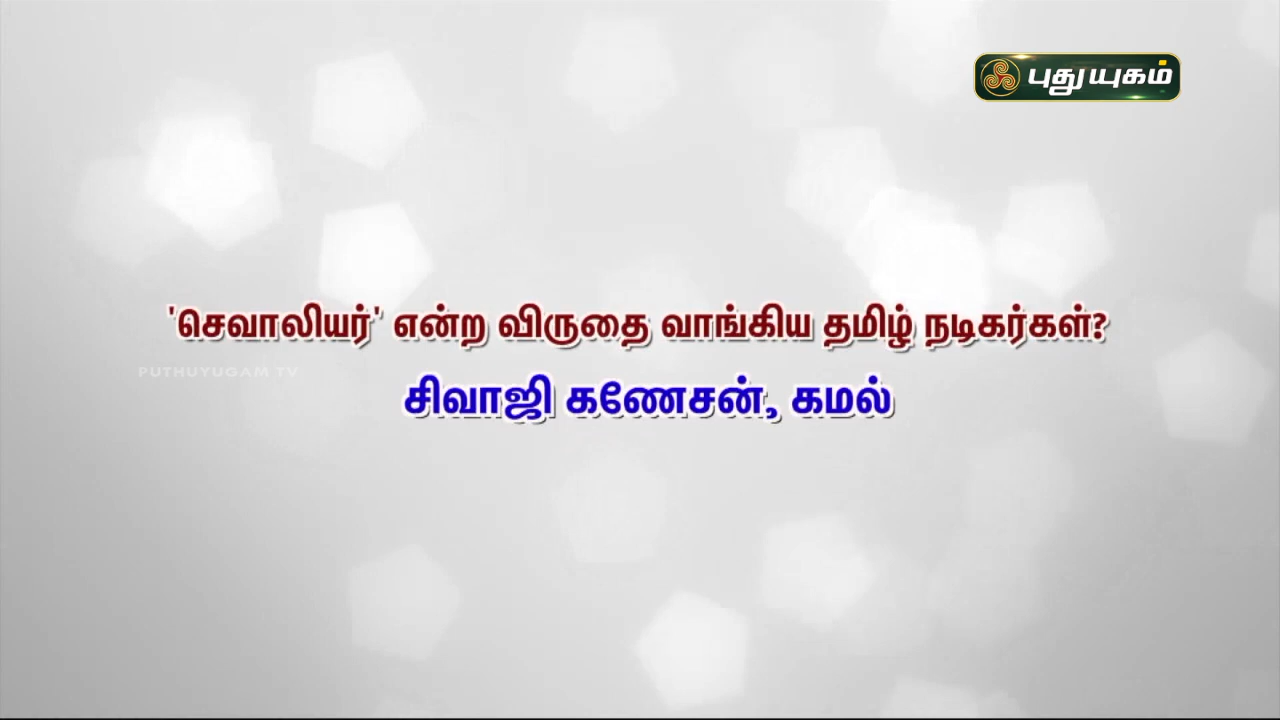 புதுயுகம்
'செவாலியர்' என்ற விருதை வாங்கிய தமிழ் நடிகர்கள்?
PUTHUYUGAM TV
சிவாஜி கணேசன், கமல்